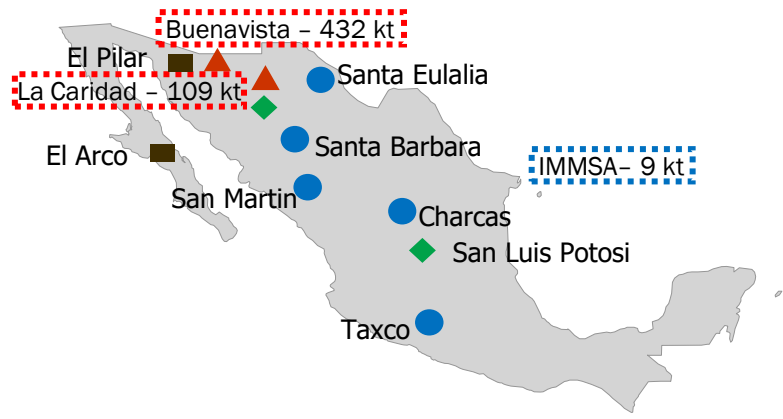 Buenavista – 432 kt
El Pilar
Santa Eulalia
La Caridad – 109 kt
El Arco
Santa Barbara
IMMSA– 9 kt
San Martin
Charcas
San Luis Potosi
Taxco